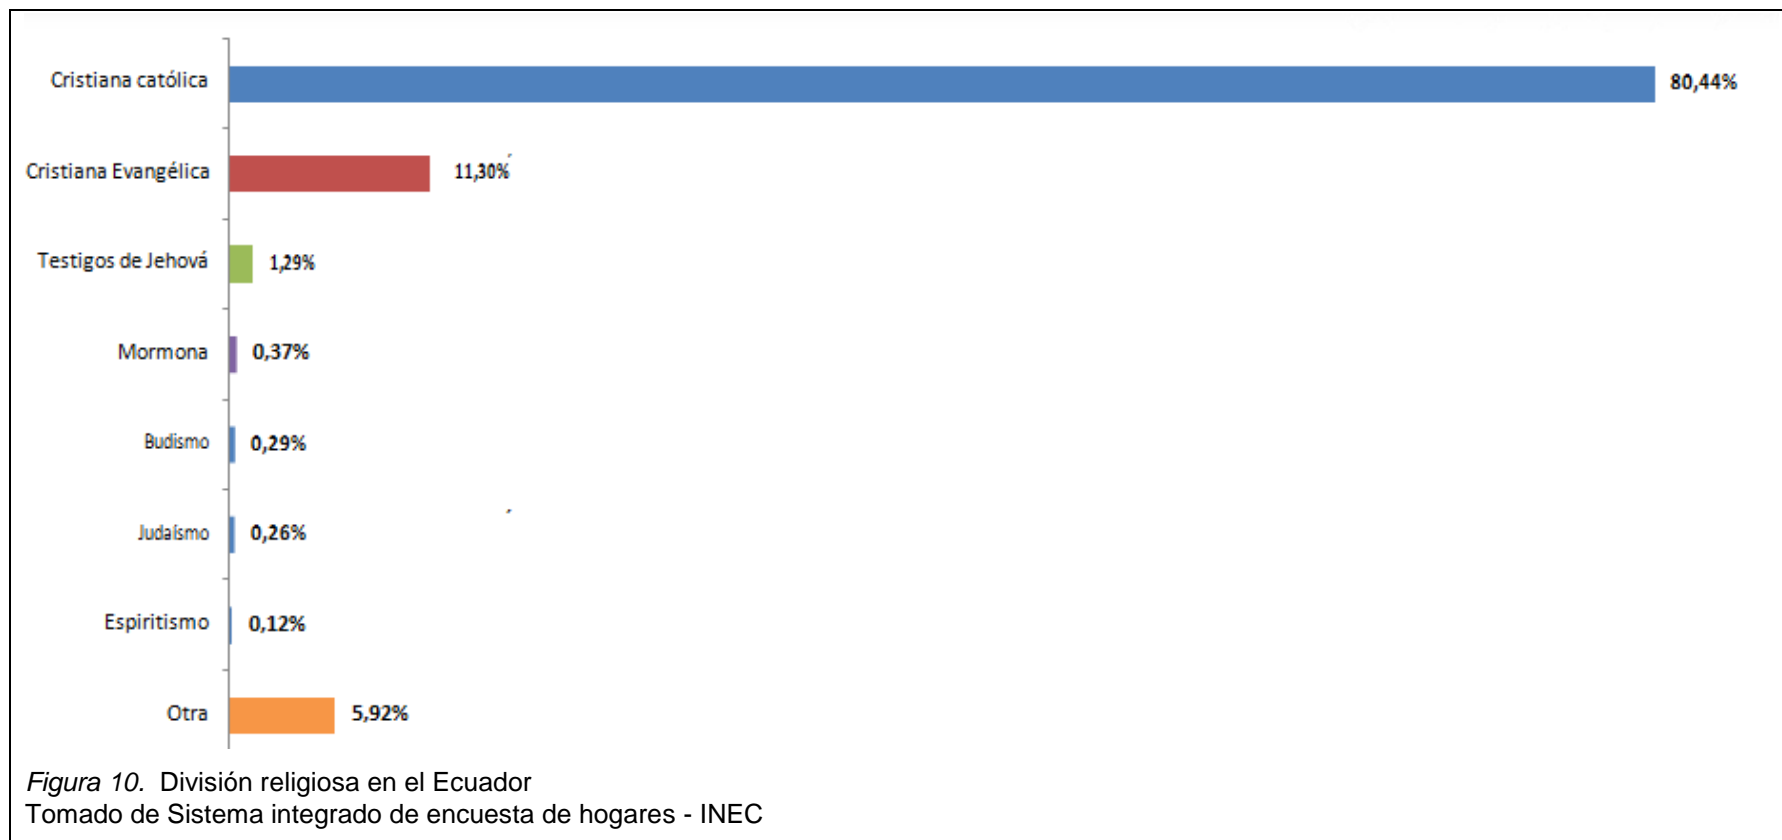 Cristiana católica 80,44%
Cristiana Evangélica 11,30%
Testigos de Jehová 1,29%
Mormona 0,37%
Budismo 0,29%
Judaísmo 0,26%
Espiritismo 0,12%
Otra 5,92%
Figura 10. División religiosa en el Ecuador
Tomado de Sistema integrado de encuesta de hogares - INEC